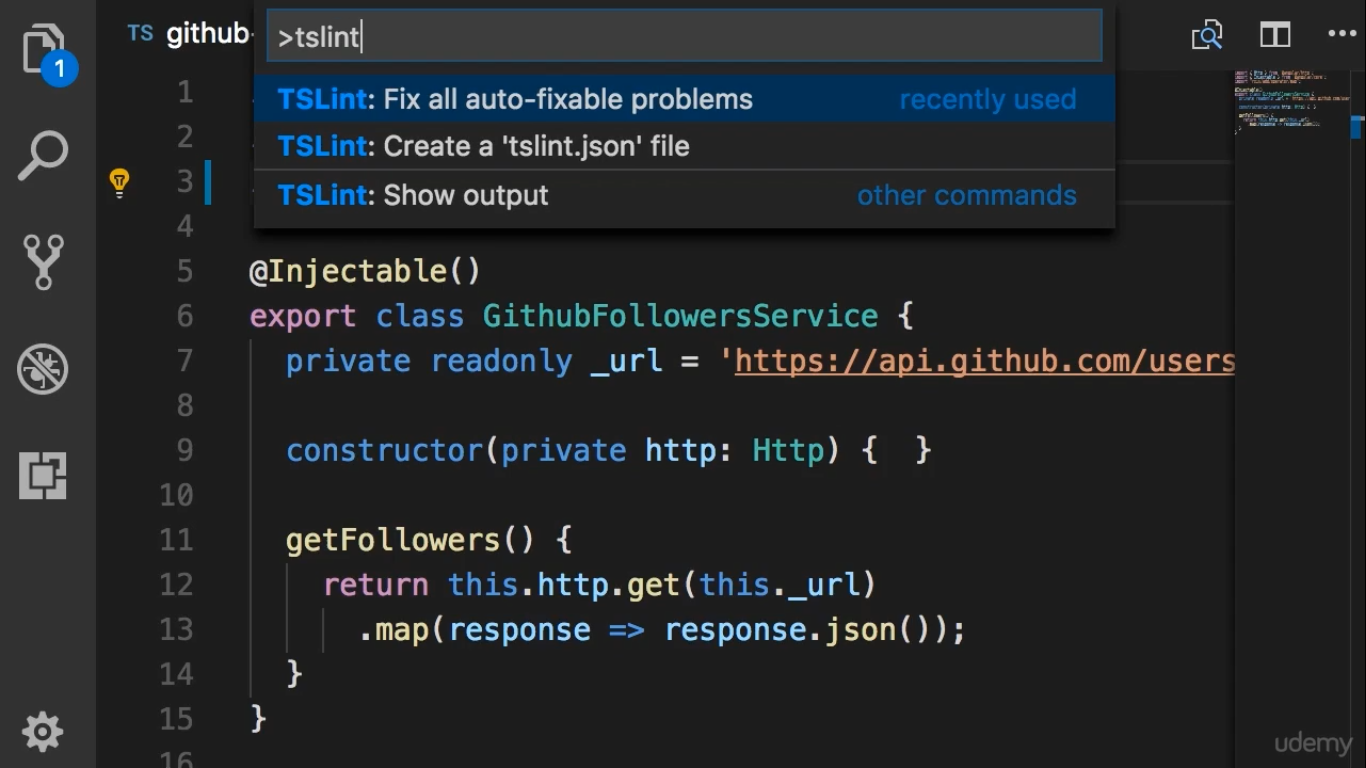 TS github-
>tslint
TSLint: Fix all auto-fixable problems recently used
TSLint: Create a 'tslint.json' file
TSLint: Show output other commands
1
1
2
3
4
5 @Injectable()
6 export class GithubFollowersService {
7 private readonly _url = 'https://api.github.com/users
8
9 constructor(private http: Http) {  }
10
11 getFollowers() {
12 return this.http.get(this._url)
13 .map(response => response.json());
14 }
15 }
16
udemy